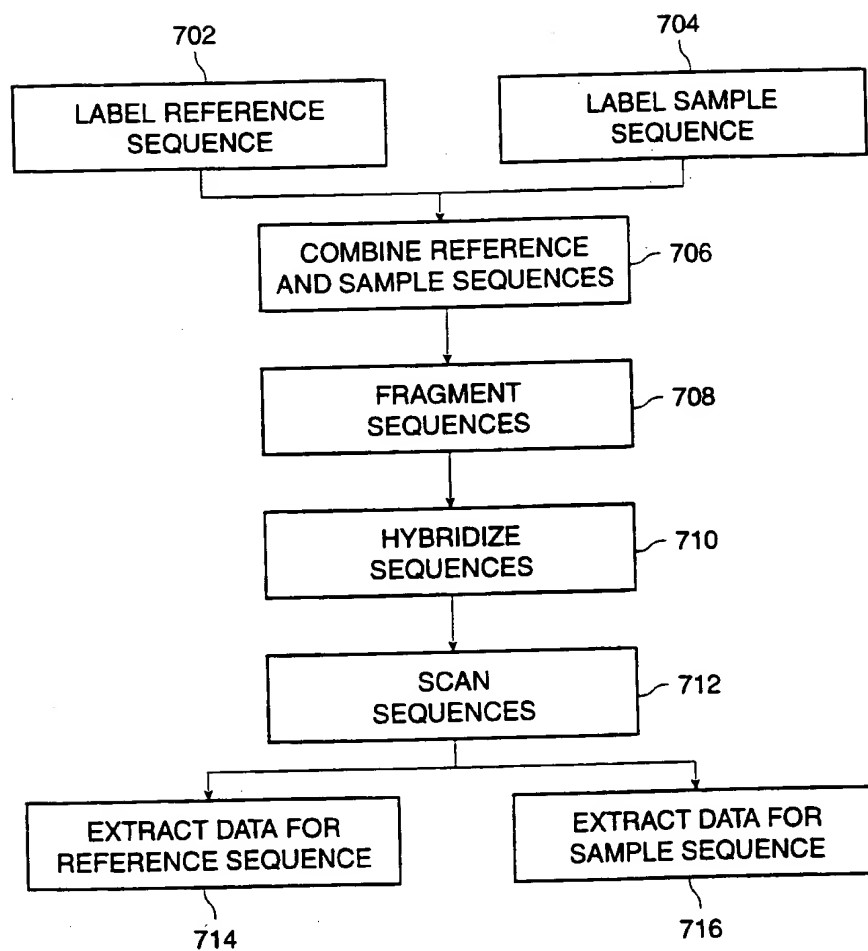 702
704
LABEL REFERENCE
SEQUENCE
LABEL SAMPLE
SEQUENCE
COMBINE REFERENCE
AND SAMPLE SEQUENCES
706
FRAGMENT
SEQUENCES
708
HYBRIDIZE
SEQUENCES
710
SCAN
SEQUENCES
712
EXTRACT DATA FOR
REFERENCE SEQUENCE
EXTRACT DATA FOR
SAMPLE SEQUENCE
714
716